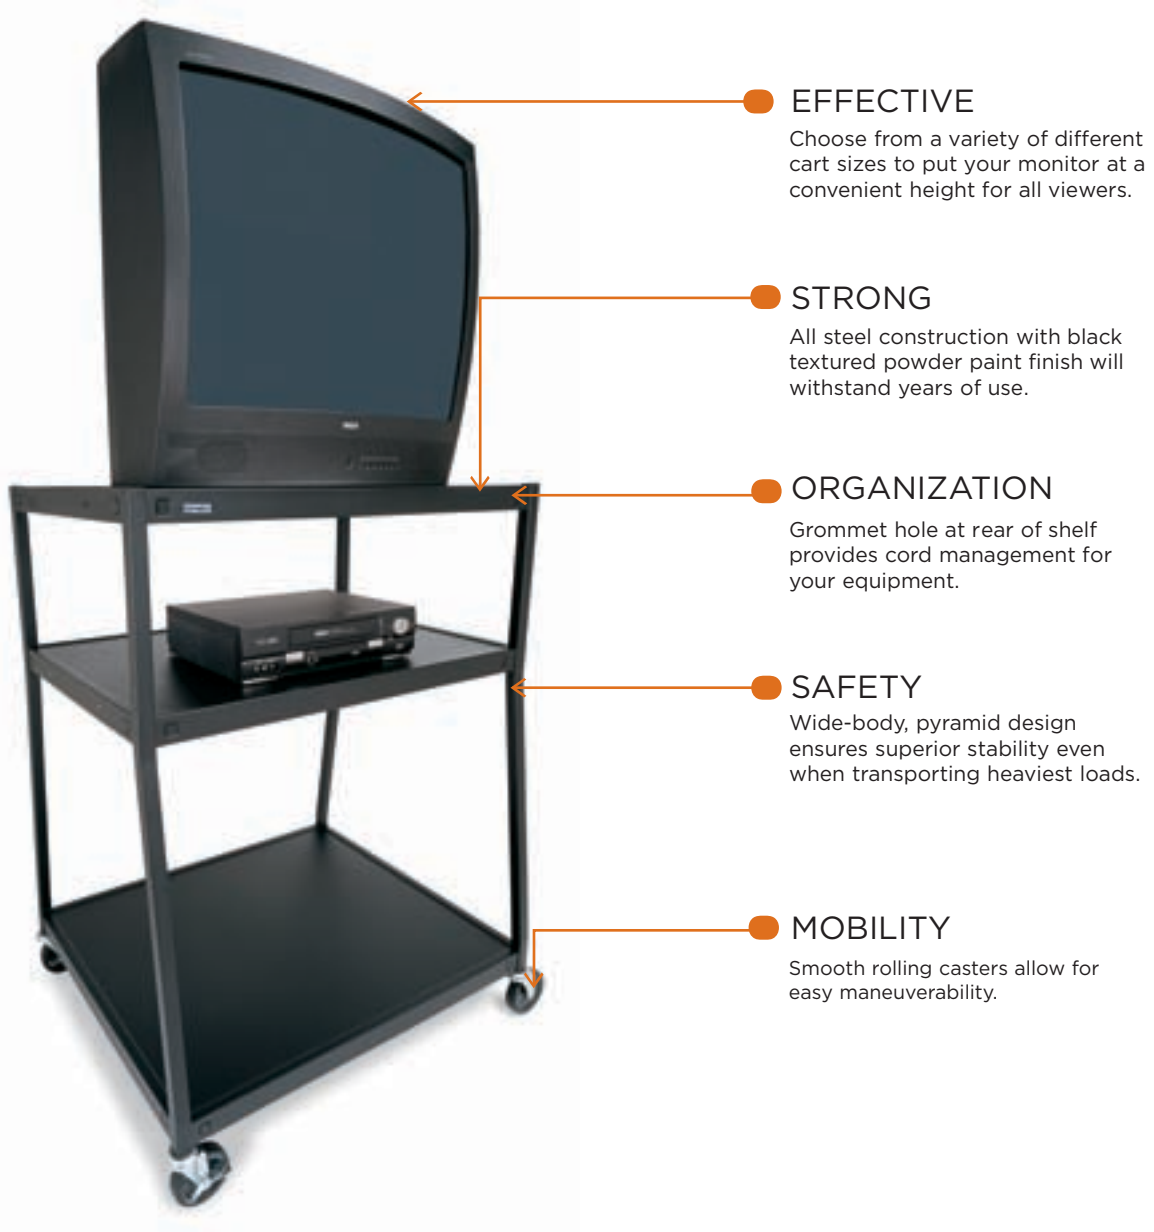 EFFECTIVE
Choose from a variety of different
cart sizes to put your monitor at a
convenient height for all viewers.
STRONG
All steel construction with black
textured powder paint finish will
withstand years of use.
ORGANIZATION
Grommet hole at rear of shelf
provides cord management for
your equipment.
SAFETY
Wide-body, pyramid design
ensures superior stability even
when transporting heaviest loads.
MOBILITY
Smooth rolling casters allow for
easy maneuverability.